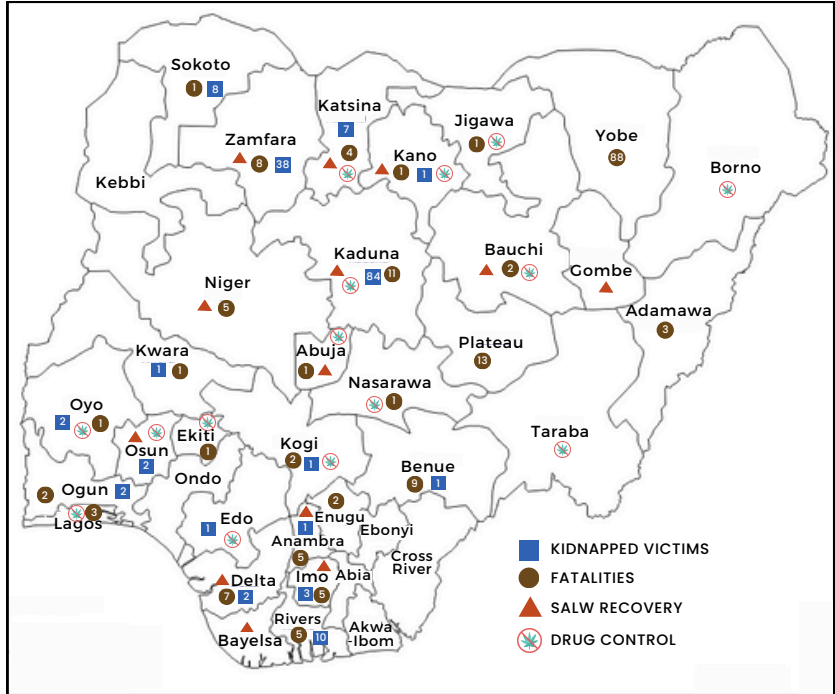 Sokoto
1 8
Katsina
7
4
Zamfara
8 38
Kano
1 1
Jigawa
1
Yobe
88
Borno
Kebbi
Kaduna
84 11
Bauchi
2
Gombe
Niger
5
Adamawa
3
Kwara
1 1
Abuja
1
Plateau
13
Nasarawa
1
Oyo
2 1
Osun
2
Ekiti
1
Kogi
2 1
Taraba
Benue
9 1
Ondo
Ogun 2
2
Lagos
3
Edo
1
2
Enugu
1
Ebonyi
Anambra
5
Cross
River
Imo
3 5
Abia
Delta
7 2
Bayelsa
Rivers
5 10
Akwa
-Ibom
KIDNAPPED VICTIMS
FATALITIES
SALW RECOVERY
DRUG CONTROL